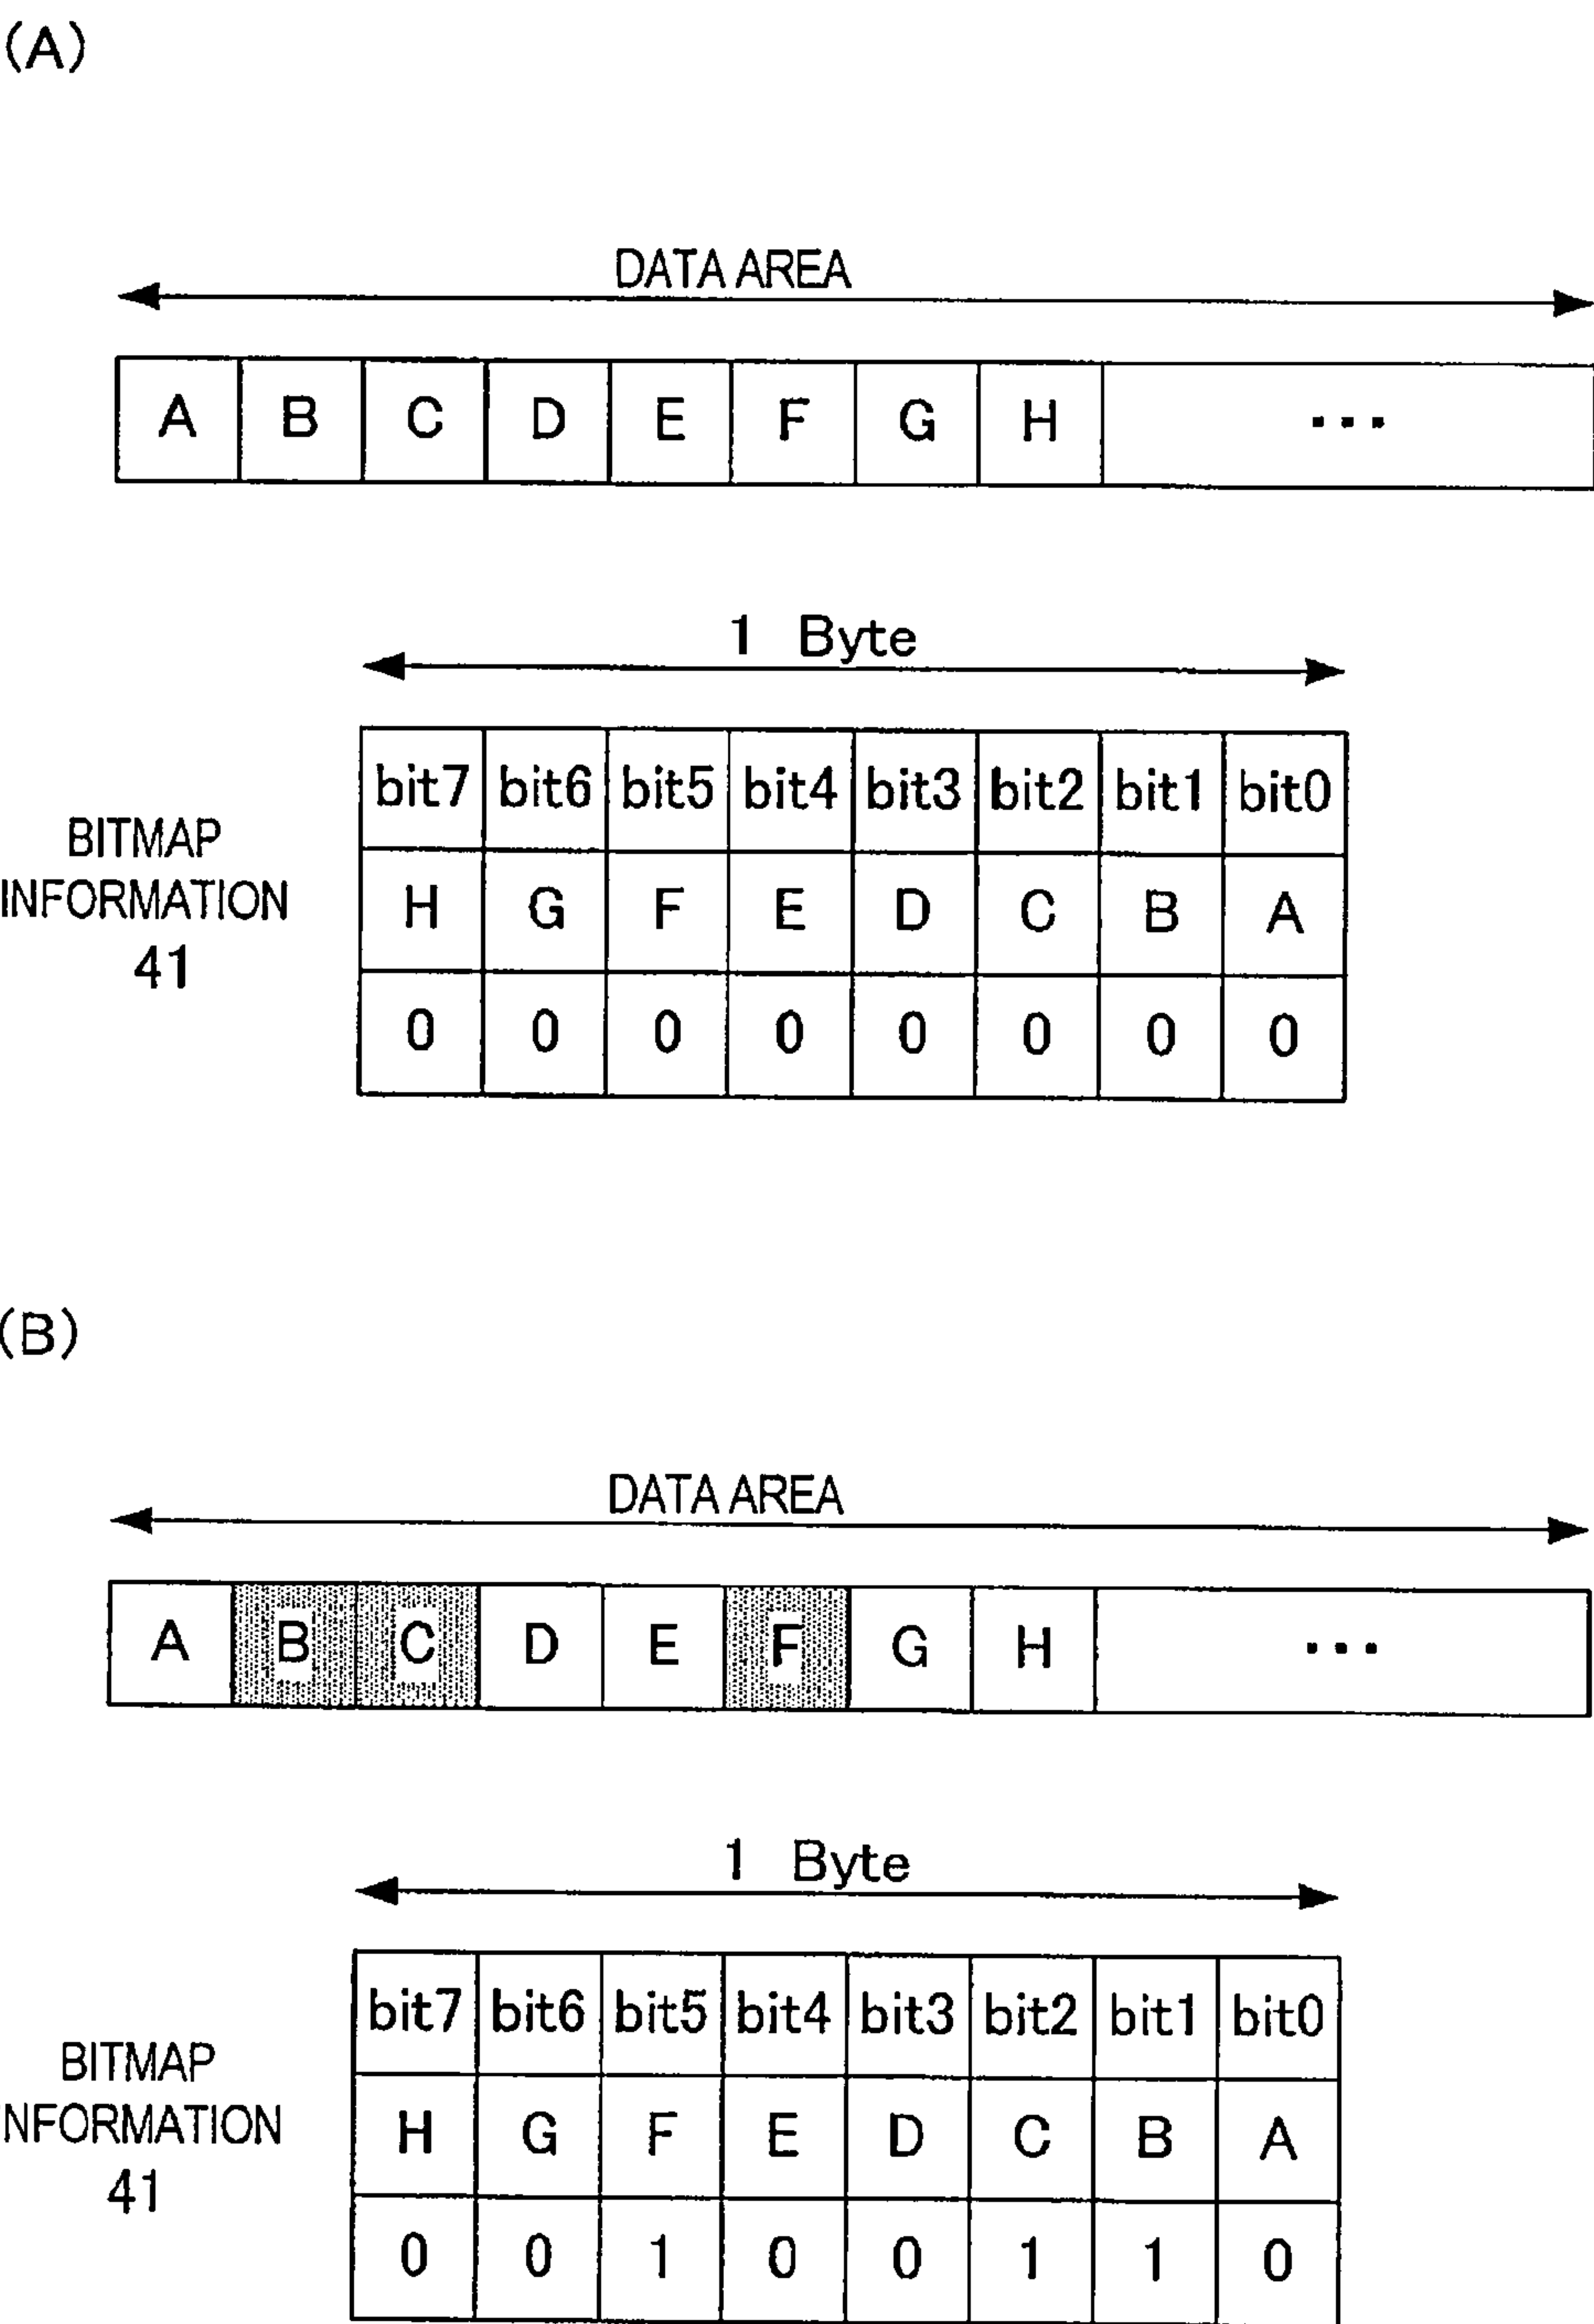 (A)
DATA AREA
A B C D E F G H ...
1 Byte
bit7 bit6 bit5 bit4 bit3 bit2 bit1 bit0
BITMAP
INFORMATION
41
H G F E D C B A
0 0 0 0 0 0 0 0
(B)
DATA AREA
A B C D E F G H ...
1 Byte
bit7 bit6 bit5 bit4 bit3 bit2 bit1 bit0
BITMAP
NFORMATION
41
H G F E D C B A
0 0 1 0 0 1 1 0